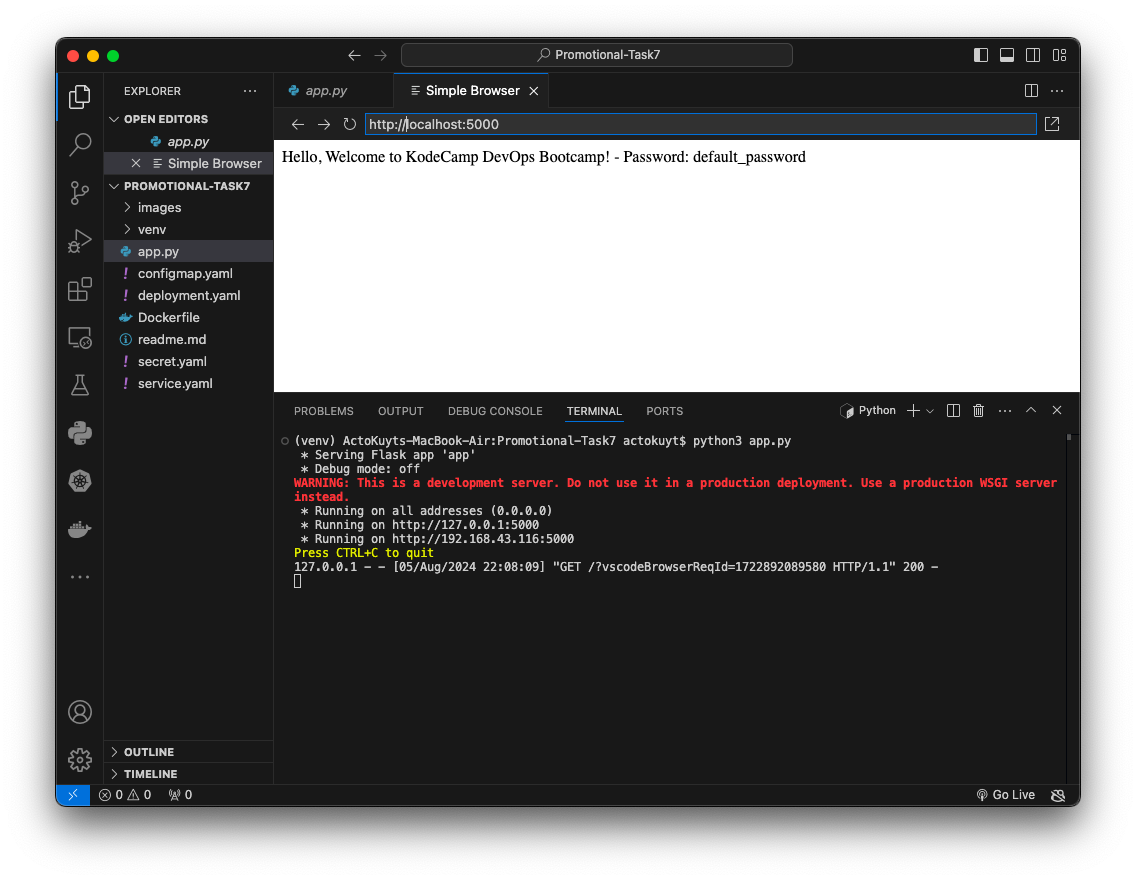 Promotional-Task7
EXPLORER
OPEN EDITORS
app.py
Simple Browser
PROMOTIONAL-TASK7
images
venv
app.py
configmap.yaml
deployment.yaml
Dockerfile
readme.md
secret.yaml
service.yaml
OUTLINE
TIMELINE
app.py
Simple Browser
http://localhost:5000
Hello, Welcome to KodeCamp DevOps Bootcamp! - Password: default_password
PROBLEMS OUTPUT DEBUG CONSOLE TERMINAL PORTS Python
(venv) ActoKuyts-MacBook-Air:Promotional-Task7 actokuyt$ python3 app.py
* Serving Flask app 'app'
* Debug mode: off
WARNING: This is a development server. Do not use it in a production deployment. Use a production WSGI server
instead.
* Running on all addresses (0.0.0.0)
* Running on http://127.0.0.1:5000
* Running on http://192.168.43.116:5000
Press CTRL+C to quit
127.0.0.1 - - [05/Aug/2024 22:08:09] "GET /?vscodeBrowserReqId=1722892089580 HTTP/1.1" 200 -
0 0 0 Go Live